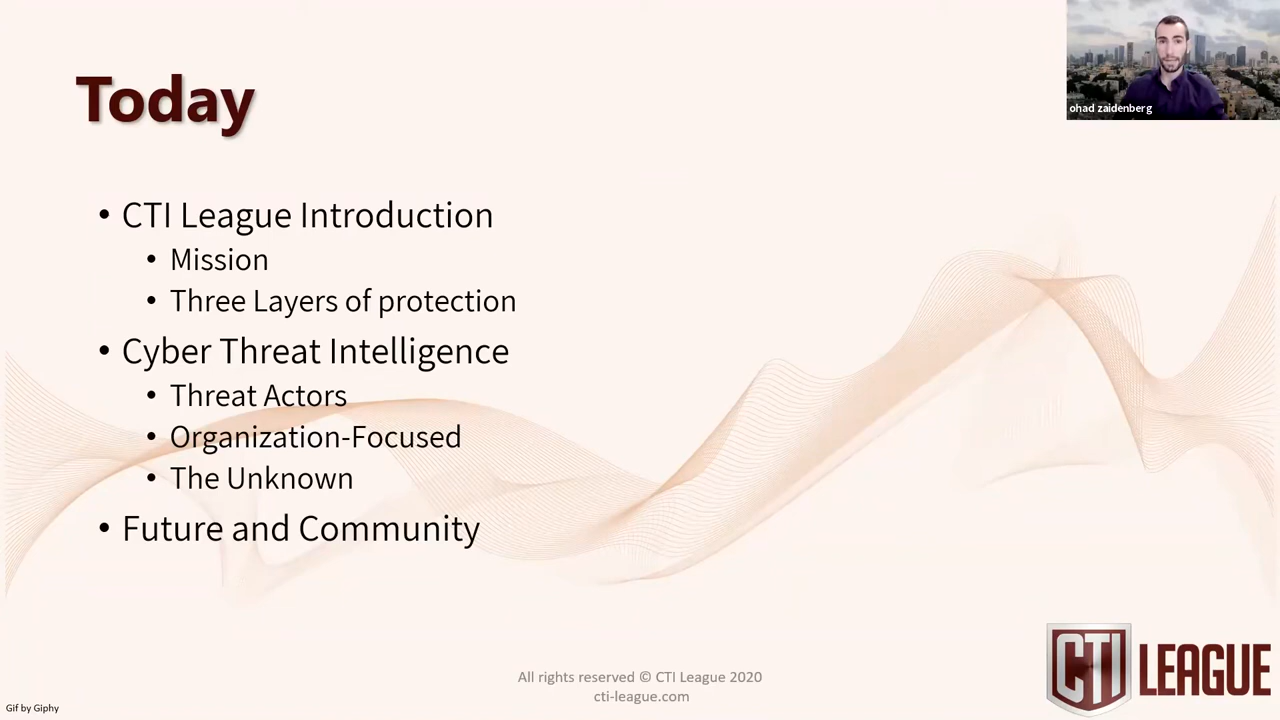 Today
ohad zaidenberg
• CTI League Introduction
• Mission
• Three Layers of protection
• Cyber Threat Intelligence
• Threat Actors
• Organization-Focused
• The Unknown
• Future and Community
All rights reserved © CTI League 2020
cti-league.com
CTI LEAGUE
Gif by Giphy